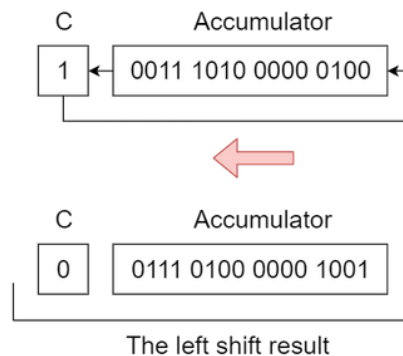 C Accumulator
1 0011 1010 0000 0100
C Accumulator
0 0111 0100 0000 1001
The left shift result